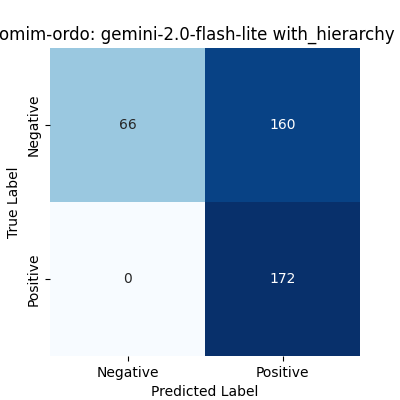 omim-ordo: gemini-2.0-flash-lite with_hierarchy
True Label
Negative
66
160
Positive
0
172
Negative
Positive
Predicted Label